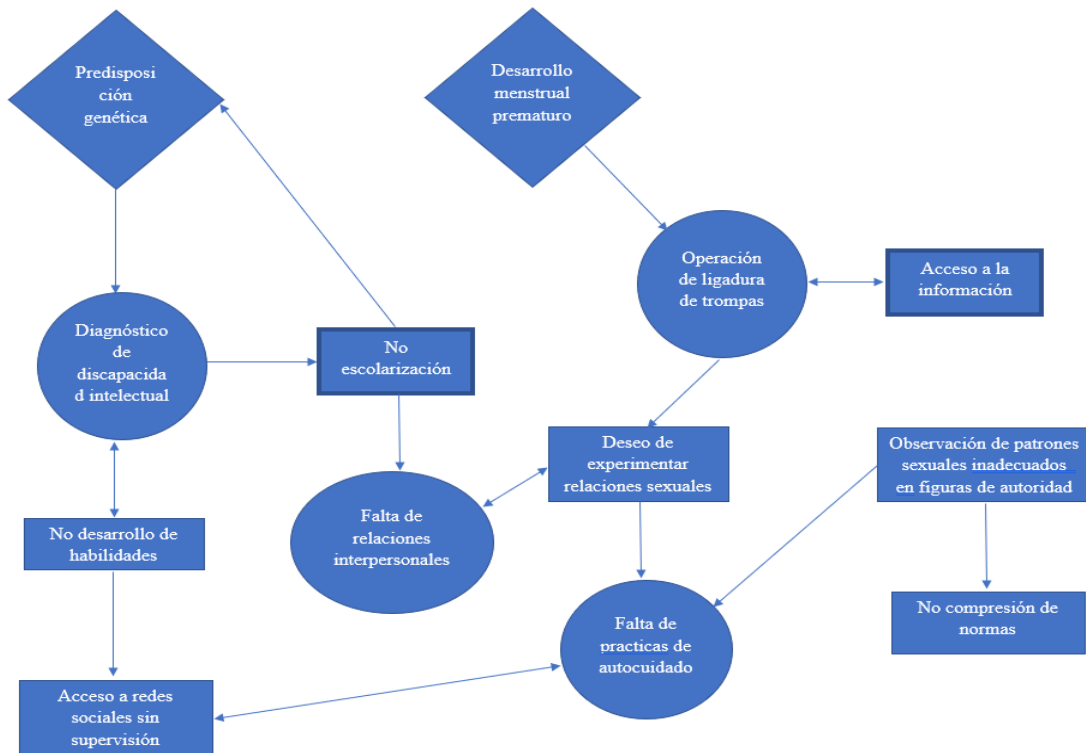 Predisposi
ción
genética
Desarrollo
menstrual
prematuro
Operación
de ligadura
de trompas
Acceso a la
información
Diagnóstico
de
discapacida
d intelectual
No
escolarización
Deseo de
experimentar
relaciones sexuales
Observación de patrones
sexuales inadecuados
en figuras de autoridad
Falta de
relaciones
interpersonales
No desarrollo de
habilidades
Falta de
practicas de
autocuidado
No compresión de
normas
Acceso a redes
sociales sin
supervisión